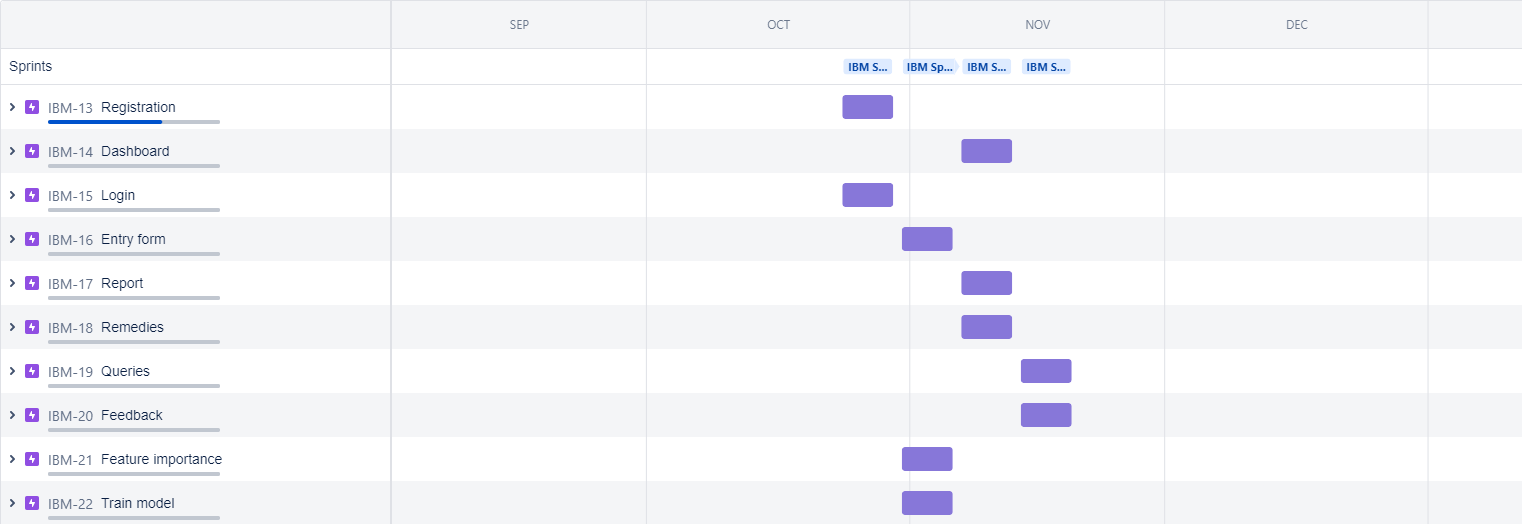 SEP OCT NOV DEC
Sprints IBM S... IBM Sp... IBM S... IBM S...
IBM-13 Registration
IBM-14 Dashboard
IBM-15 Login
IBM-16 Entry form
IBM-17 Report
IBM-18 Remedies
IBM-19 Queries
IBM-20 Feedback
IBM-21 Feature importance
IBM-22 Train model